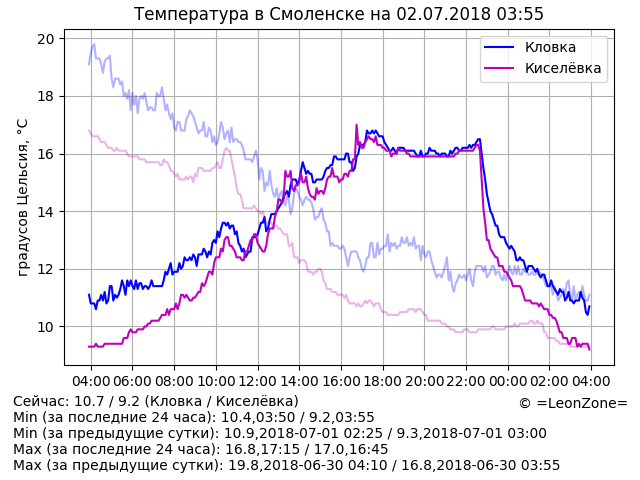 Температура в Смоленске на 02.07.2018 03:55
Кловка
Киселёвка
градусов Цельсия, °C
20
18
16
14
12
10
04:00 06:00 08:00 10:00 12:00 14:00 16:00 18:00 20:00 22:00 00:00 02:00 04:00
© =LeonZone=
Сейчас: 10.7 / 9.2 (Кловка / Киселёвка)
Min (за последние 24 часа): 10.4,03:50 / 9.2,03:55
Min (за предыдущие сутки): 10.9,2018-07-01 02:25 / 9.3,2018-07-01 03:00
Max (за последние 24 часа): 16.8,17:15 / 17.0,16:45
Max (за предыдущие сутки): 19.8,2018-06-30 04:10 / 16.8,2018-06-30 03:55